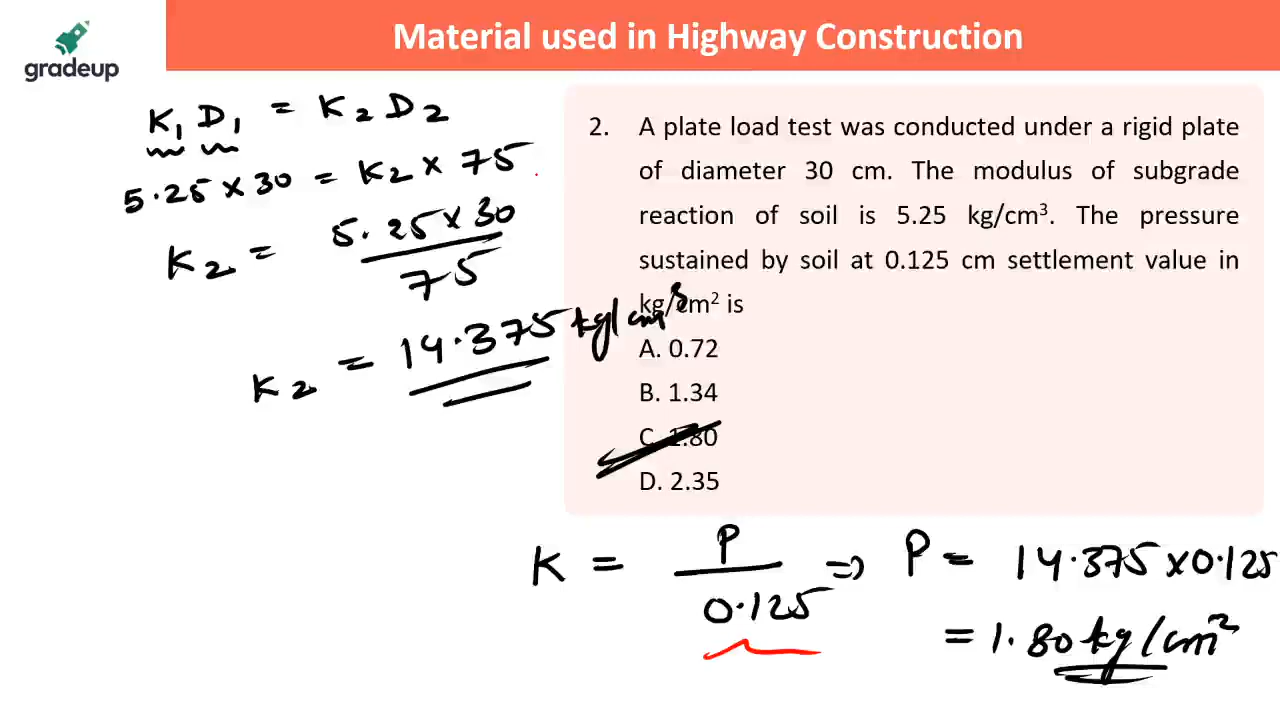 gradeup
Material used in Highway Construction
K₁ D₁ = K₂ D₂
5.25 x 30 = K₂ x 75
K₂ = 5.25 x 30
75
K₂ = 14.375 kg/cm³
2. A plate load test was conducted under a rigid plate
of diameter 30 cm. The modulus of subgrade
reaction of soil is 5.25 kg/cm³. The pressure
sustained by soil at 0.125 cm settlement value in
kg/cm² is
A. 0.72
B. 1.34
C. 1.80
D. 2.35
K = P => P = 14.375 x 0.125
0.125
= 1.80 kg/cm²